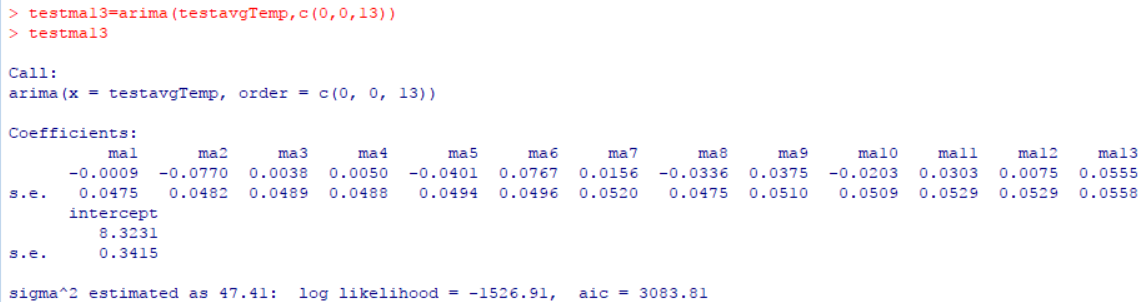 > testma13=arima(testavgTemp,c(0,0,13))
> testma13
Call:
arima(x = testavgTemp, order = c(0, 0, 13))
Coefficients:
ma1 ma2 ma3 ma4 ma5 ma6 ma7 ma8 ma9 ma10 ma11 ma12 ma13
-0.0009 -0.0770 0.0038 0.0050 -0.0401 0.0767 0.0156 -0.0336 0.0375 -0.0203 0.0303 0.0075 0.0555
s.e. 0.0475 0.0482 0.0489 0.0488 0.0494 0.0496 0.0520 0.0475 0.0510 0.0509 0.0529 0.0529 0.0558
intercept
8.3231
s.e. 0.3415
sigma^2 estimated as 47.41: log likelihood = -1526.91, aic = 3083.81